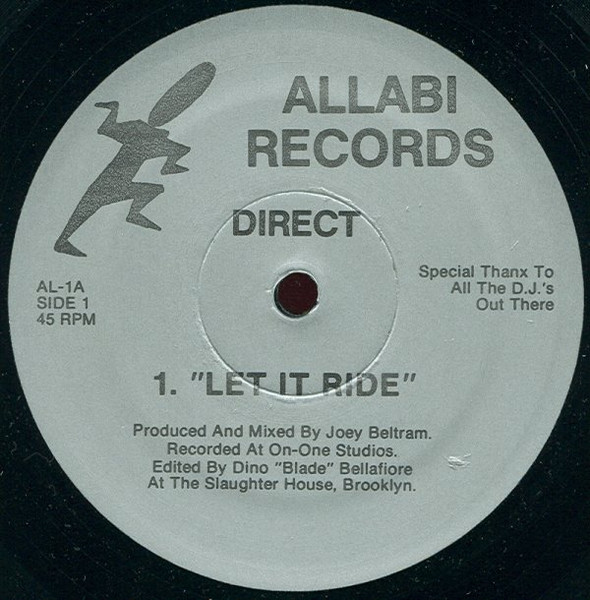 ALLABI
RECORDS
DIRECT
AL-1A
SIDE 1
45 RPM
Special Thanx To
All The D.J.'s
Out There
1. "LET IT RIDE"
Produced And Mixed By Joey Beltram.
Recorded At On-One Studios.
Edited By Dino "Blade" Bellafiore
At The Slaughter House, Brooklyn.